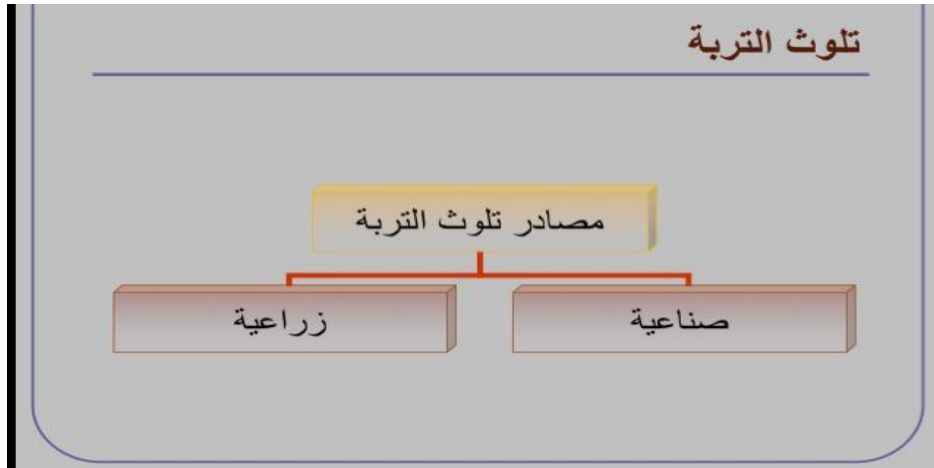 تلوث التربة
مصادر تلوث التربة
صناعية
زراعية